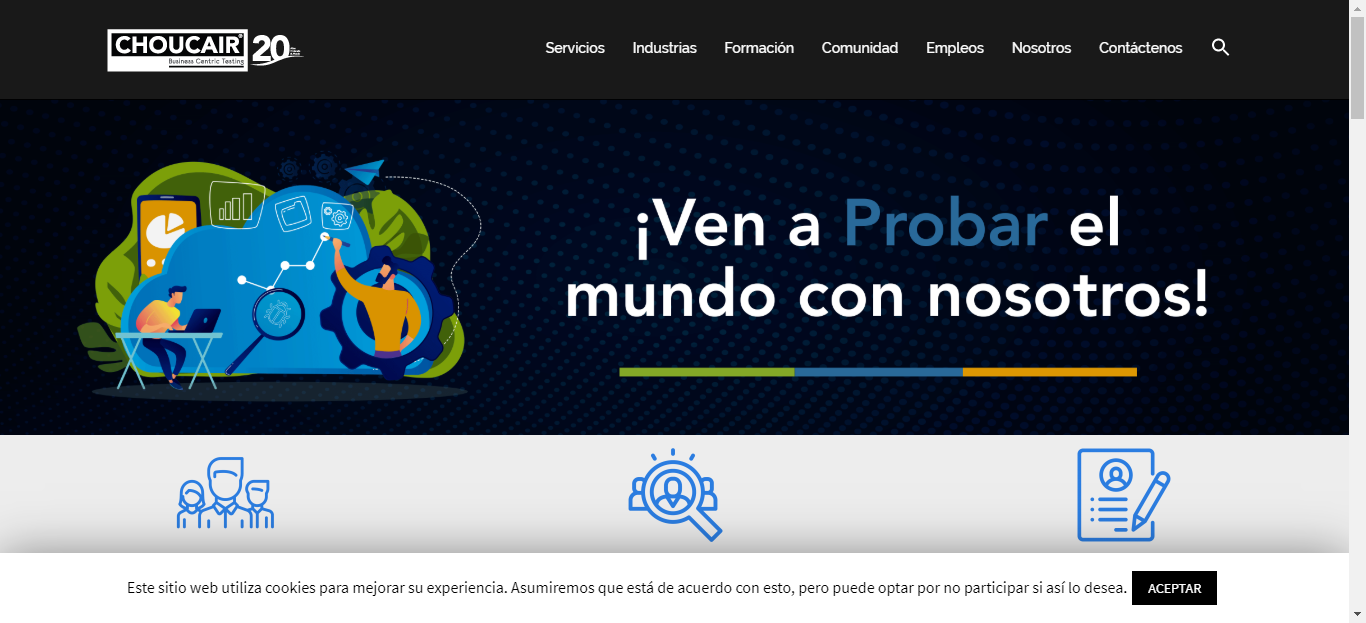 CHOUCAIR®
Business Centric Testing
20
Servicios Industrias Formación Comunidad Empleos Nosotros Contáctenos
¡Ven a Probar el
mundo con nosotros!
Este sitio web utiliza cookies para mejorar su experiencia. Asumiremos que está de acuerdo con esto, pero puede optar por no participar si así lo desea. ACEPTAR